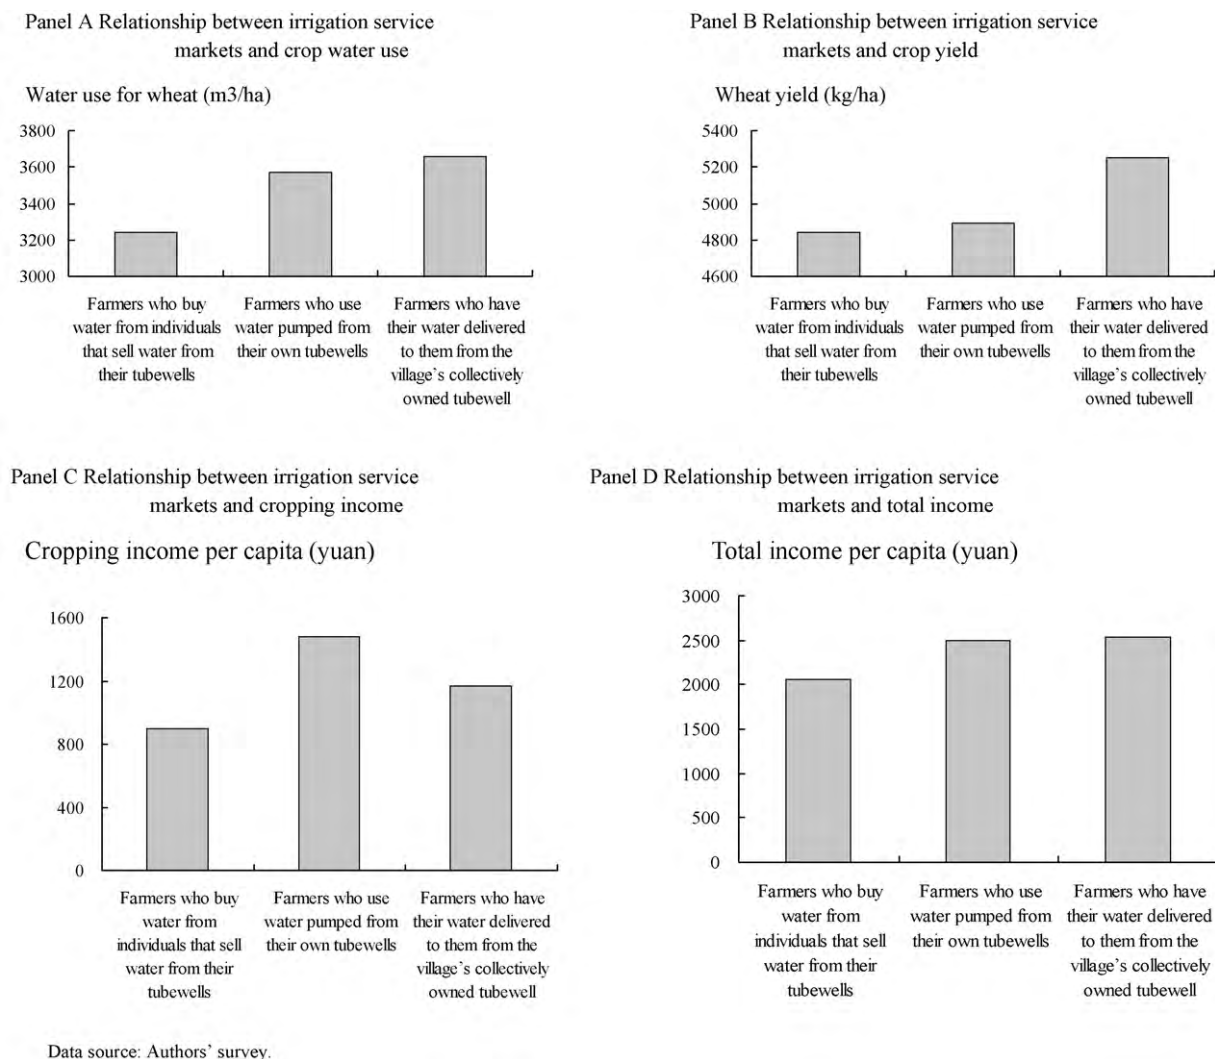 Panel A Relationship between irrigation service
markets and crop water use
Water use for wheat (m3/ha)
3800
3600
3400
3200
3000
Farmers who buy
water from individuals
that sell water from
their tubewells
Farmers who use
water pumped from
their own tubewells
Farmers who have
their water delivered
to them from the
village's collectively
owned tubewell
Panel B Relationship between irrigation service
markets and crop yield
Wheat yield (kg/ha)
5400
5200
5000
4800
4600
Farmers who buy
water from individuals
that sell water from
their tubewells
Farmers who use
water pumped from
their own tubewells
Farmers who have
their water delivered
to them from the
village's collectively
owned tubewell
Panel C Relationship between irrigation service
markets and cropping income
Cropping income per capita (yuan)
1600
1200
800
400
0
Farmers who buy
water from
individuals that sell
water from their
tubewells
Farmers who use
water pumped from
their own tubewells
Farmers who have
their water delivered
to them from the
village's collectively
owned tubewell
Panel D Relationship between irrigation service
markets and total income
Total income per capita (yuan)
3000
2500
2000
1500
1000
500
0
Farmers who buy
water from
individuals that sell
water from their
tubewells
Farmers who use
water pumped from
their own tubewells
Farmers who have
their water delivered
to them from the
village's collectively
owned tubewell
Data source: Authors' survey.